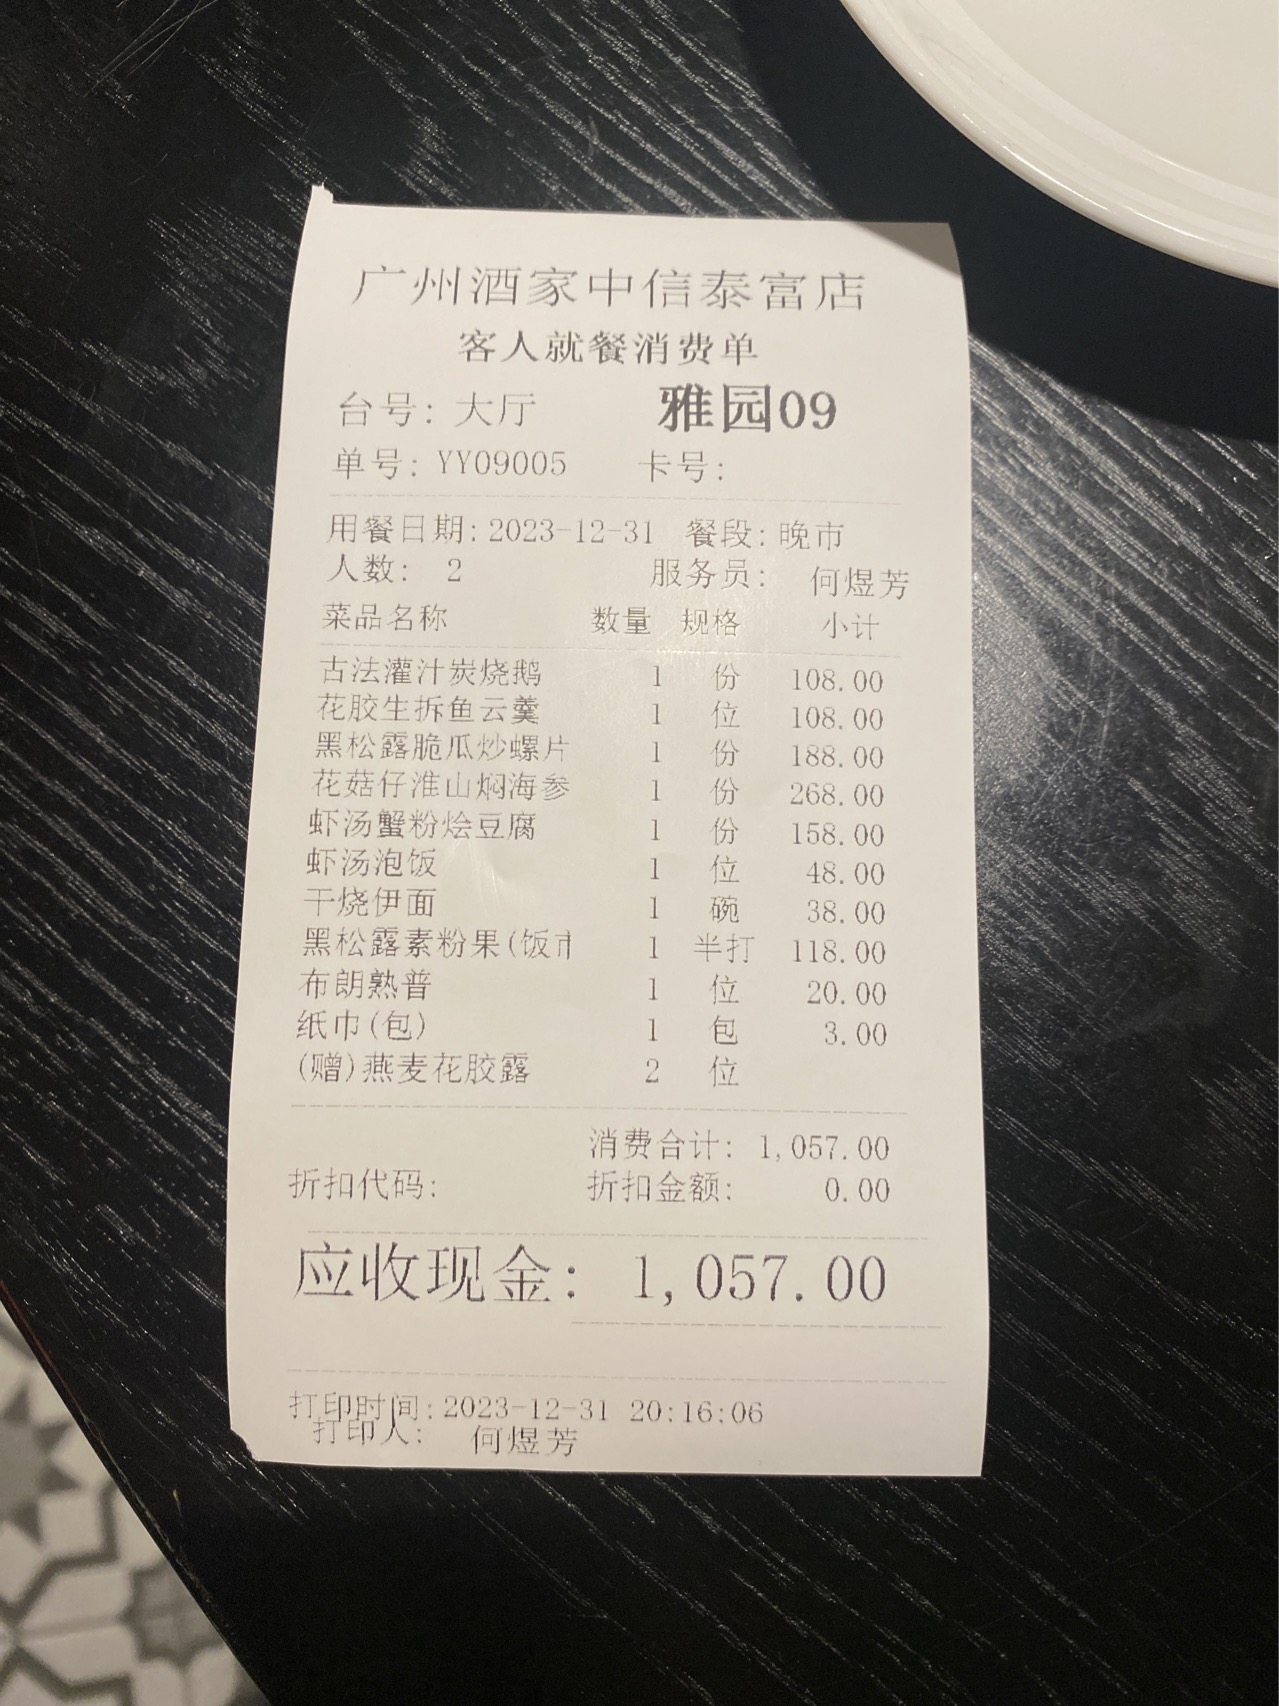 广州酒家中信泰富店
客人就餐消费单
台号: 大厅 雅园09
单号: YY09005 卡号:
用餐日期: 2023-12-31 餐段: 晚市
人数: 2 服务员: 何煜芳
菜品名称 数量 规格 小计
古法灌汁炭烧鹅 1 份 108.00
花胶生拆鱼云羹 1 位 108.00
黑松露脆瓜炒螺片 1 份 188.00
花菇仔淮山焖海参 1 份 268.00
虾汤蟹粉烩豆腐 1 份 158.00
虾汤泡饭 1 位 48.00
干烧伊面 1 碗 38.00
黑松露素粉果(饭市 1 半打 118.00
布朗熟普 1 位 20.00
纸巾(包) 1 包 3.00
(赠)燕麦花胶露 2 位
消费合计: 1,057.00
折扣代码: 折扣金额: 0.00
应收现金: 1,057.00
打印时间: 2023-12-31 20:16:06
打印人: 何煜芳